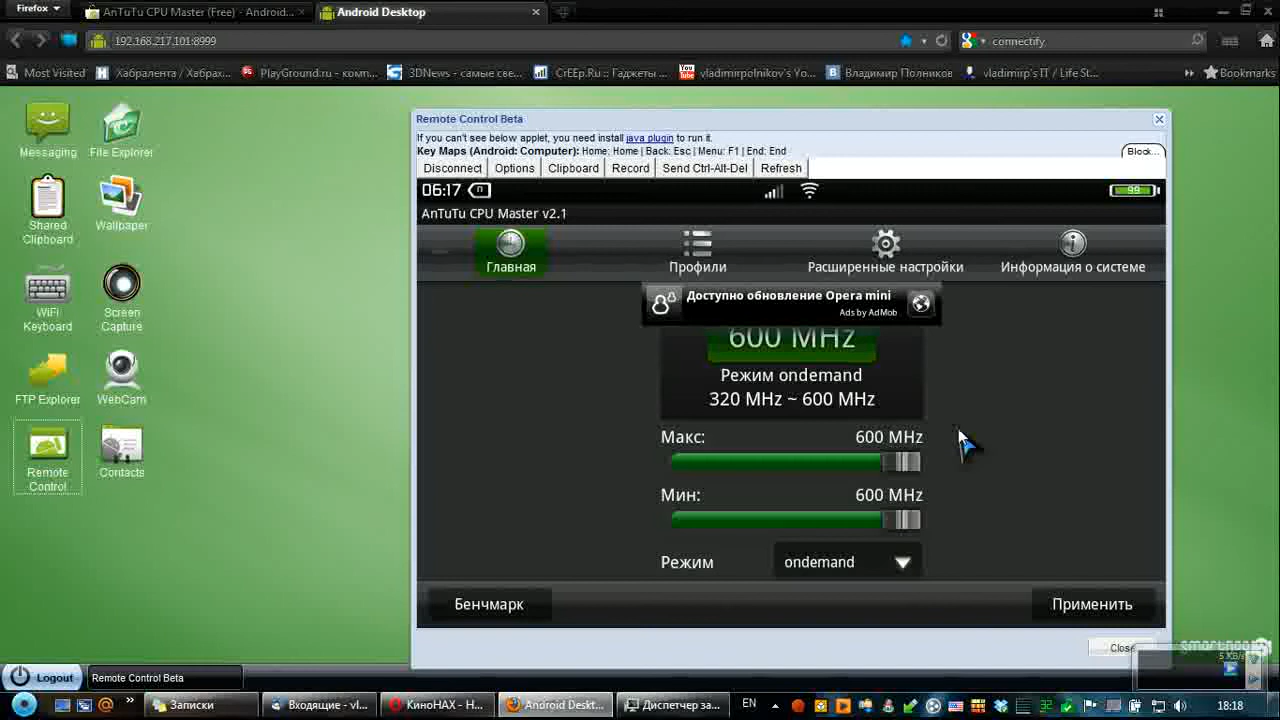 Firefox
AnTuTu CPU Master (Free) - Android...
Android Desktop
192.168.217.101:8999
connectify
Most Visited
Хабралента / Хабрах...
PlayGround.ru - комп...
3DNews - самые све...
CrEEp.Ru :: Гаджеты ...
vladimirpolnikov's Yo...
Владимир Полников
vladimirp's IT / Life St...
Bookmarks
Messaging
File Explorer
Shared Clipboard
Wallpaper
WiFi Keyboard
Screen Capture
FTP Explorer
WebCam
Remote Control
Contacts
Remote Control Beta
If you can't see below applet, you need install java plugin to run it.
Key Maps (Android: Computer): Home: Home | Back: Esc | Menu: F1 | End: End
Block...
Disconnect
Options
Clipboard
Record
Send Ctrl-Alt-Del
Refresh
06:17
99
AnTuTu CPU Master v2.1
Главная
Профили
Расширенные настройки
Информация о системе
Доступно обновление Opera mini
Ads by AdMob
600 MHz
Режим ondemand
320 MHz ~ 600 MHz
Макс: 600 MHz
Мин: 600 MHz
Режим ondemand
Бенчмарк
Применить
Close
Logout
Remote Control Beta
Записки
Входящие - vl...
КиноНАХ - Н...
Android Deskt...
Диспетчер за...
EN
18:18